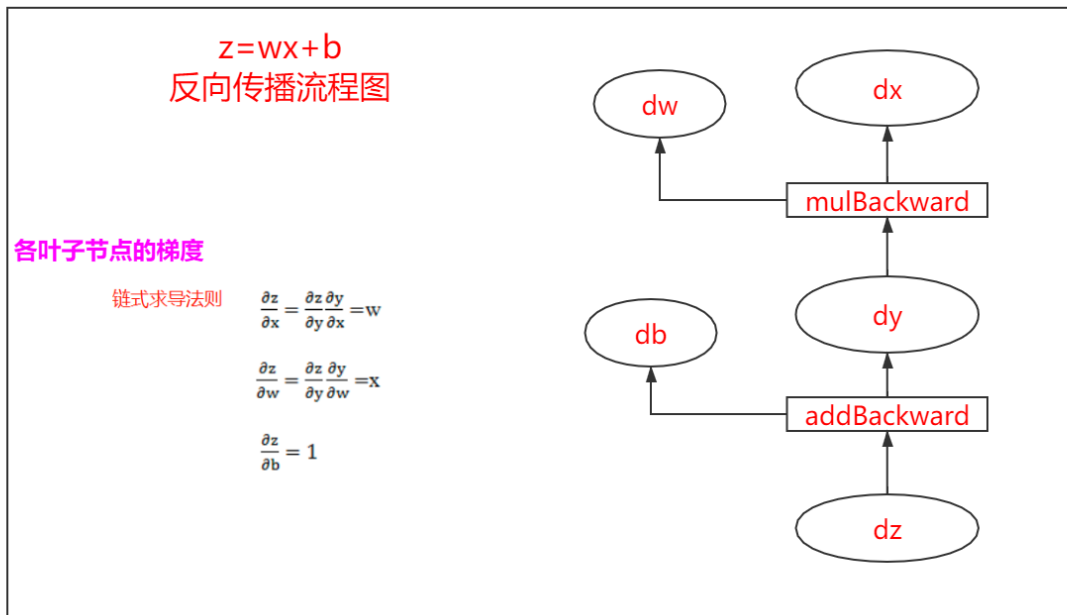 z=wx+b
反向传播流程图
dw
dx
mulBackward
各叶子节点的梯度
链式求导法则
∂z/∂x = ∂z/∂y ∂y/∂x =w
dy
db
∂z/∂w = ∂z/∂y ∂y/∂w =x
addBackward
∂z/∂b = 1
dz